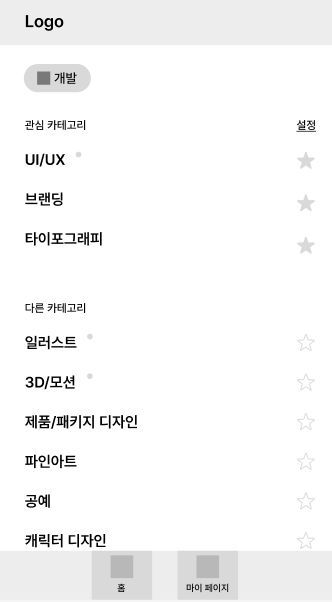 Logo
개발
관심 카테고리 설정
UI/UX
브랜딩
타이포그래피
다른 카테고리
일러스트
3D/모션
제품/패키지 디자인
파인아트
공예
캐릭터 디자인
홈 마이 페이지